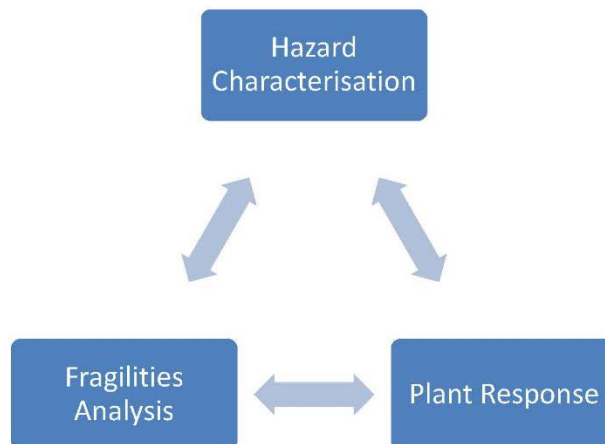 Hazard
Characterisation
Fragilities
Analysis
Plant Response